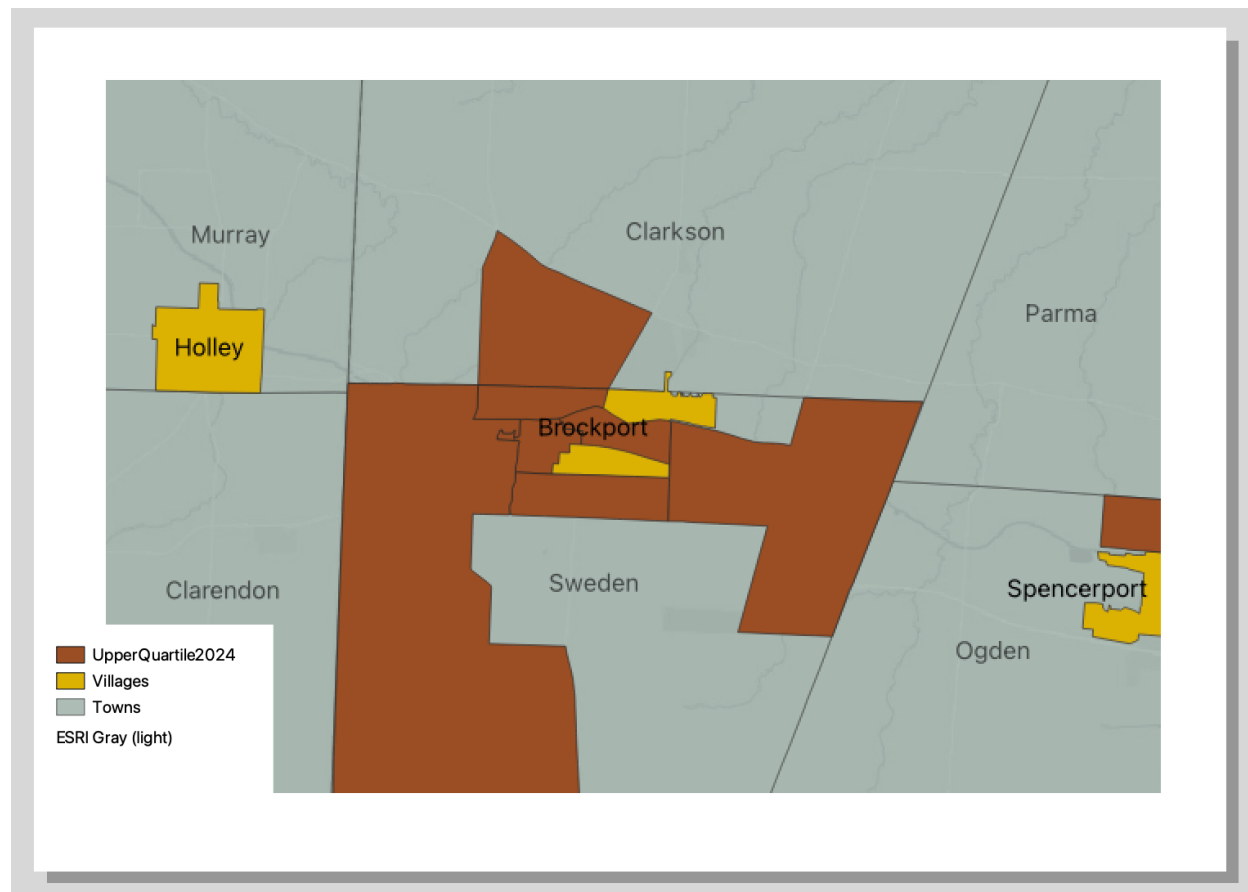 Murray
Clarkson
Parma
Holley
Brockport
Clarendon
Sweden
Spencerport
Ogden
UpperQuartile2024
Villages
Towns
ESRI Gray (light)